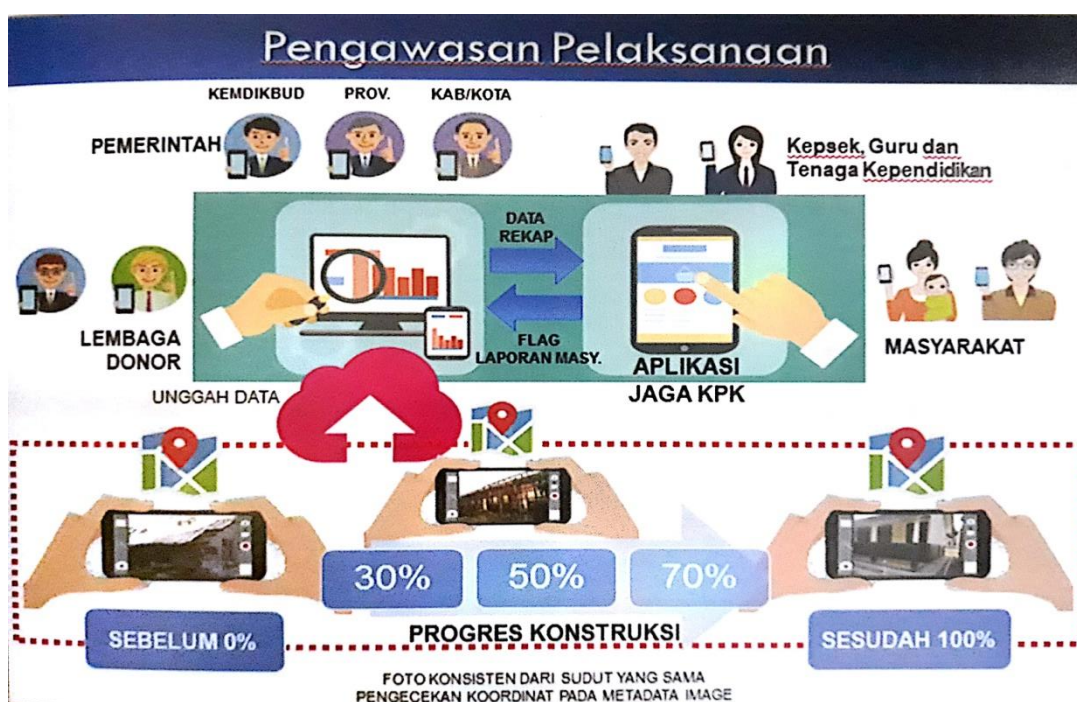 Pengawasan Pelaksanaan
KEMDIKBUD
PROV.
KAB/KOTA
PEMERINTAH
Kepsek, Guru dan
Tenaga Kependidikan
DATA
REKAP
LEMBAGA
DONOR
FLAG
LAPORAN MASY.
APLIKASI
JAGA KPK
MASYARAKAT
UNGGAH DATA
30%
50%
70%
SEBELUM 0%
PROGRES KONSTRUKSI
SESUDAH 100%
FOTO KONSISTEN DARI SUDUT YANG SAMA
PENGECEKAN KOORDINAT PADA METADATA IMAGE